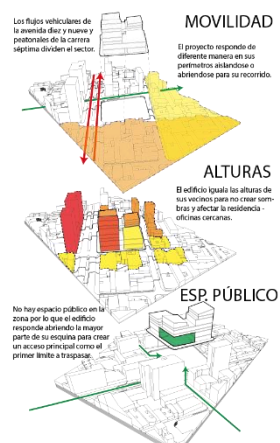 Los flujos vehiculares de
la avenida diez y nueve y
peatonales de la carrera
séptima dividen el sector.
MOVILIDAD
El proyecto responde de
diferente manera en sus
perímetros aislandose o
abriendose para su recorrido.
ALTURAS
El edificio iguala las alturas de
sus vecinos para no crear som-
bras y afectar la residencia -
oficinas cercanas.
ESP. PÚBLICO
No hay espacio público en la
zona por lo que el edificio
responde abriendo la mayor
parte de su esquina para crear
un acceso principal como el
primer limite a traspasar.